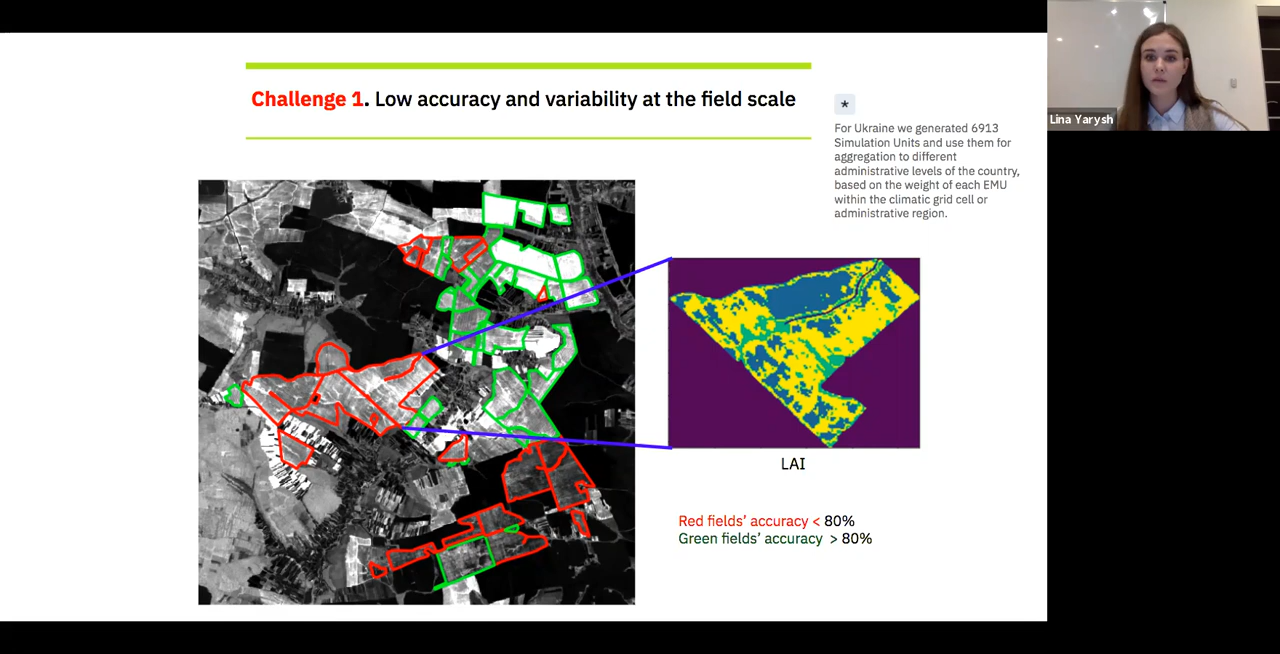 Challenge 1. Low accuracy and variability at the field scale
*
For Ukraine we generated 6913
Simulation Units and use them for
aggregation to different
administrative levels of the country,
based on the weight of each EMU
within the climatic grid cell or
administrative region.
LAI
Red fields’ accuracy < 80%
Green fields’ accuracy > 80%
Lina Yarysh